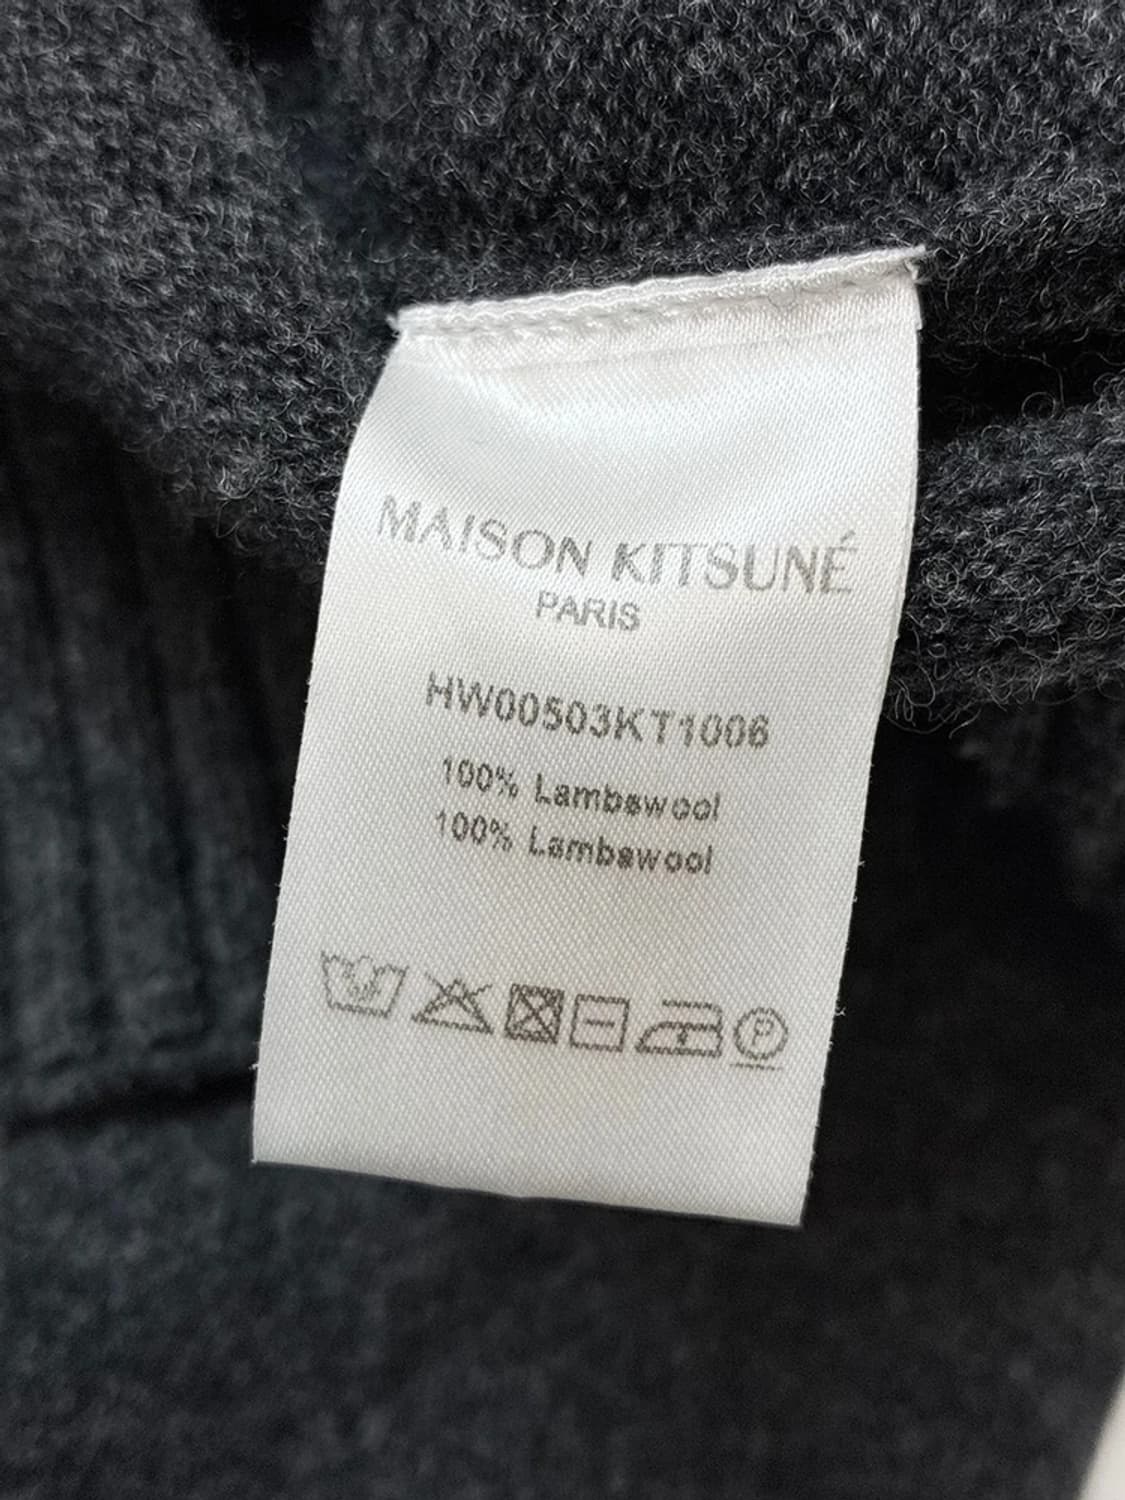 MAISON KITSUNÉ
PARIS
HW00503KT1006
100% Lambswool
100% Lambswool
P